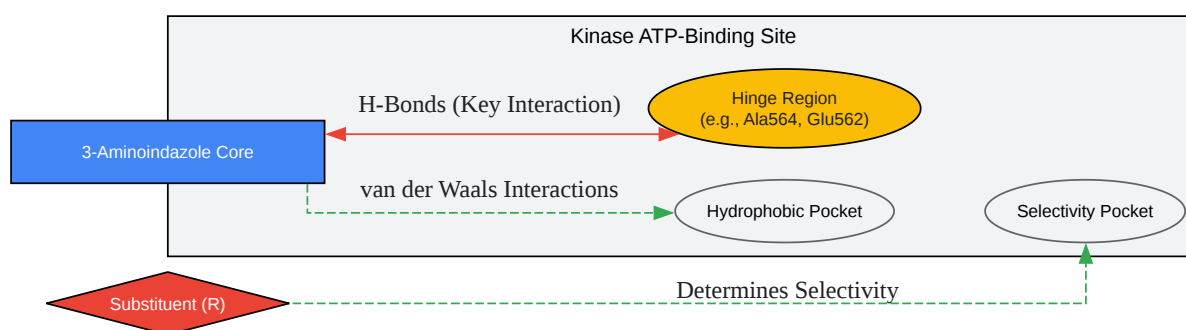 Kinase ATP-Binding Site
H-Bonds (Key Interaction)
Hinge Region
(e.g., Ala564, Glu562)
3-Aminoindazole Core
van der Waals Interactions
Hydrophobic Pocket
Selectivity Pocket
Substituent (R)
Determines Selectivity